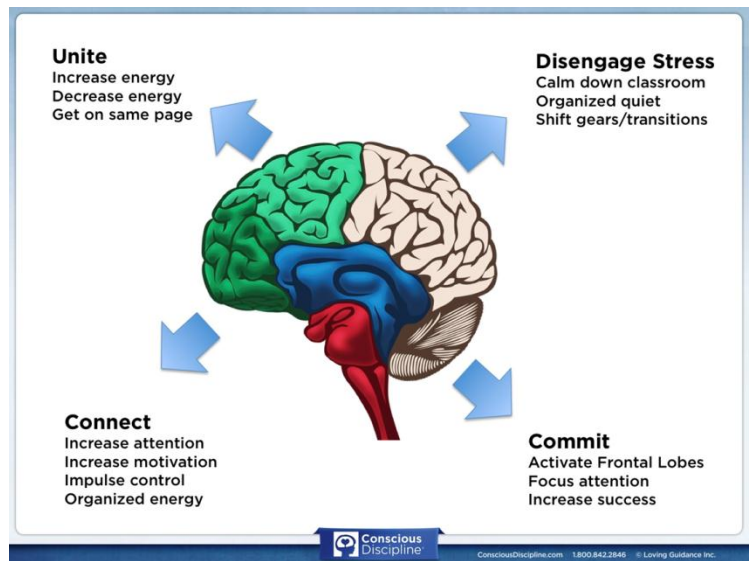 Unite
Increase energy
Decrease energy
Get on same page
Disengage Stress
Calm down classroom
Organized quiet
Shift gears/transitions
Connect
Increase attention
Increase motivation
Impulse control
Organized energy
Commit
Activate Frontal Lobes
Focus attention
Increase success
Conscious
Discipline
ConsciousDiscipline.com 1.800.842.2846 © Loving Guidance Inc.